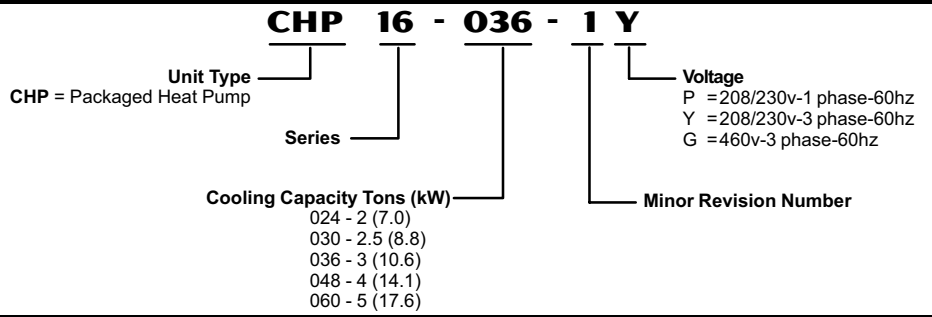 CHP 16 - 036 - 1 Y
Unit Type
CHP = Packaged Heat Pump
Series
Cooling Capacity Tons (kW)
024 - 2 (7.0)
030 - 2.5 (8.8)
036 - 3 (10.6)
048 - 4 (14.1)
060 - 5 (17.6)
Voltage
P =208/230v-1 phase-60hz
Y =208/230v-3 phase-60hz
G =460v-3 phase-60hz
Minor Revision Number